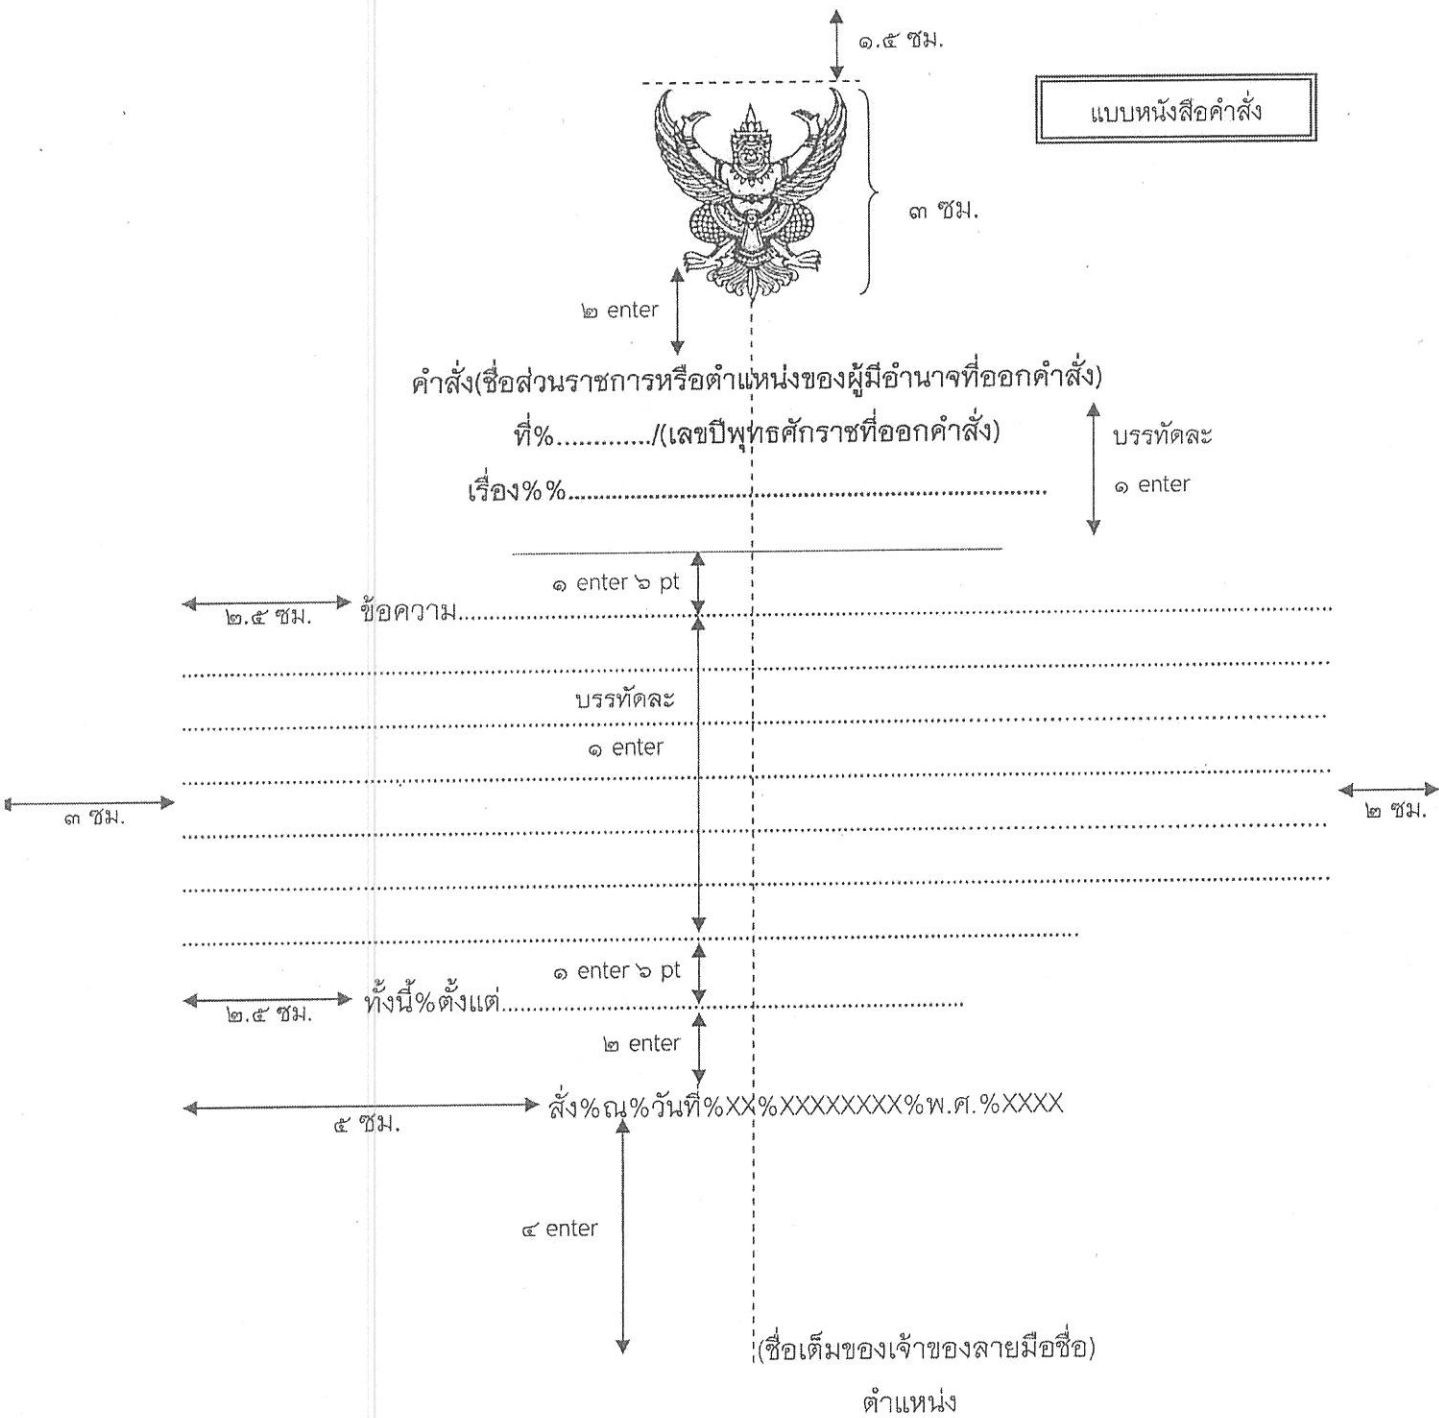 ๑.๕ ซม.
แบบหนังสือคำสั่ง
๓ ซม.
๒ enter
คำสั่ง(ชื่อส่วนราชการหรือตำแหน่งของผู้มีอำนาจที่ออกคำสั่ง)
ที่%............./(เลขปีพุทธศักราชที่ออกคำสั่ง)
บรรทัดละ
เรื่อง%%......................................................................
๑ enter
๑ enter ๖ pt
๒.๕ ซม.
ข้อความ..............................................................................................................................
บรรทัดละ
๑ enter
๓ ซม.
๒ ซม.
๑ enter ๖ pt
๒.๕ ซม.
ทั้งนี้%ตั้งแต่....................................................................
๒ enter
๕ ซม.
สั่ง%ณ%วันที่%XX%XXXXXXXX%พ.ศ.%XXXX
๔ enter
(ชื่อเต็มของเจ้าของลายมือชื่อ)
ตำแหน่ง